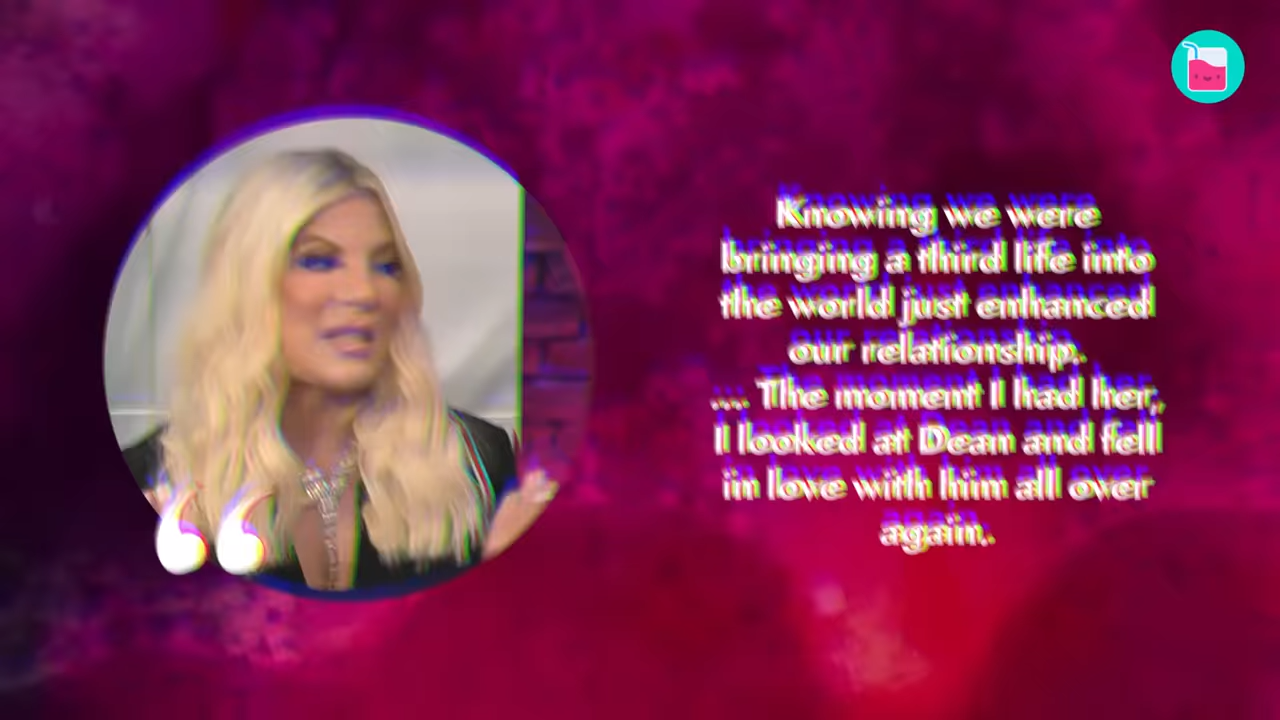 Knowing we were
bringing a third life into
the world just enhanced
our relationship.
.... The moment I had her,
I looked at Dean and fell
in love with him all over
again.